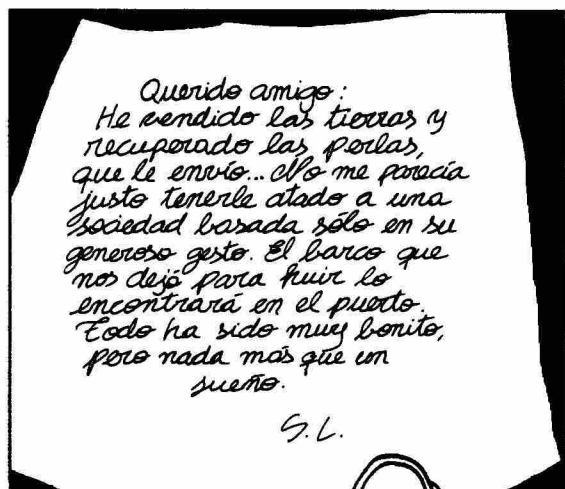 Querido amigo:
He vendido las tierras y
recuperado las perlas,
que le envío... No me parecía
justo tenerle atado a una
sociedad basada sólo en su
generoso gesto. El barco que
nos dejó para huir lo
encontrará en el puerto.
Todo ha sido muy bonito,
pero nada más que un
sueño.
S.L.